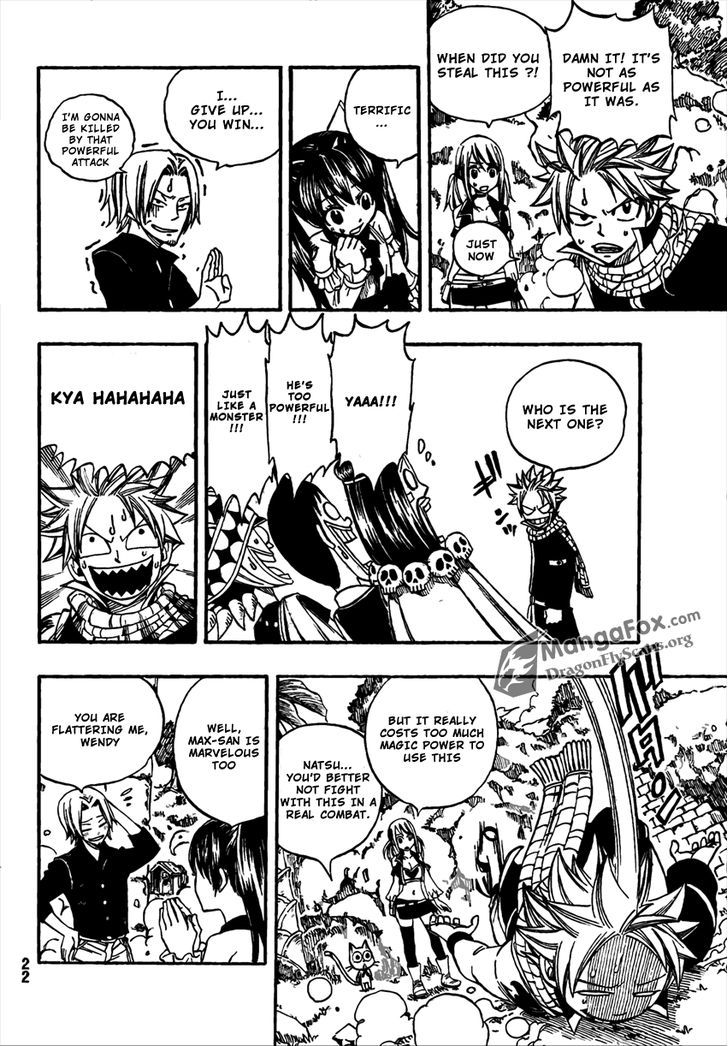 DAMN IT! IT'S
NOT AS
POWERFUL AS
IT WAS.
WHEN DID YOU
STEAL THIS ?!
JUST
NOW
TERRIFIC
...
I...
GIVE UP...
YOU WIN...
I'M GONNA
BE KILLED
BY THAT
POWERFUL
ATTACK
WHO IS THE
NEXT ONE?
YAAA!!!
HE'S
TOO
POWERFUL
!!!
JUST
LIKE A
MONSTER
!!!
KYA HAHAHAHA
MangaFox.com
DragonFlyScans.org
BUT IT REALLY
COSTS TOO MUCH
MAGIC POWER TO
USE THIS
NATSU...
YOU'D BETTER
NOT FIGHT
WITH THIS IN A
REAL COMBAT.
WELL,
MAX-SAN IS
MARVELOUS
TOO
YOU ARE
FLATTERING ME,
WENDY
22